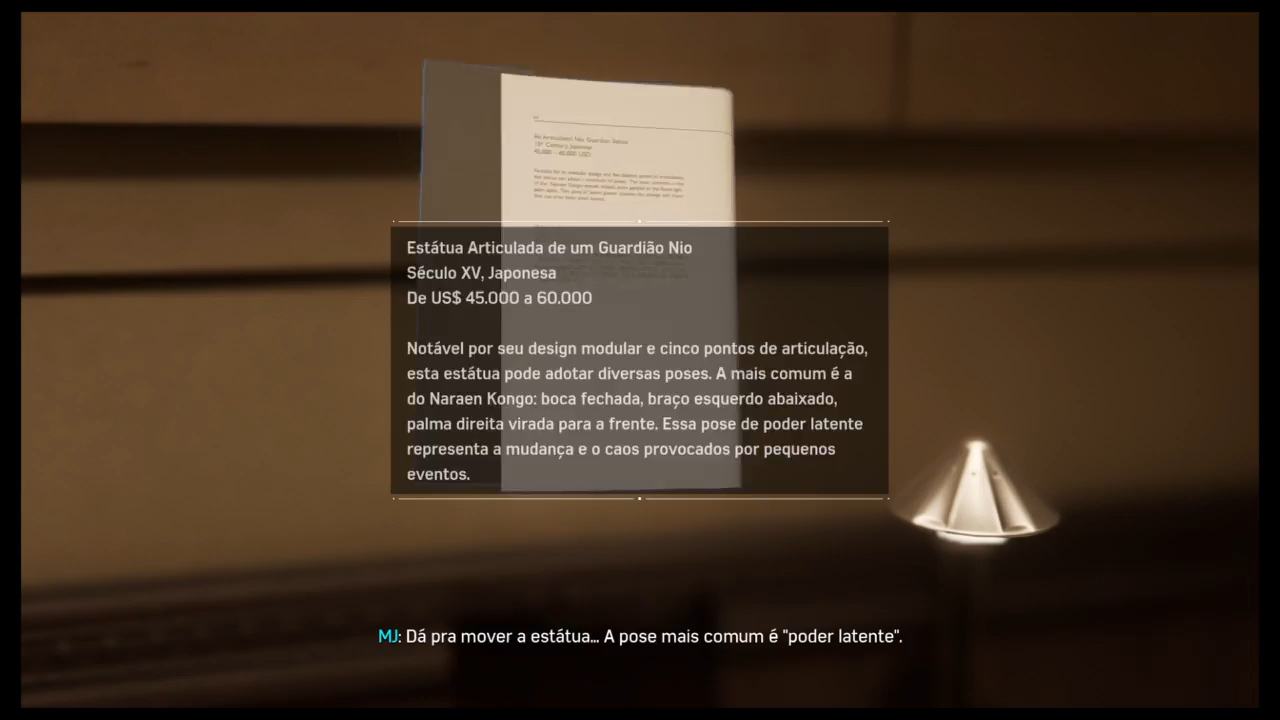 Estátua Articulada de um Guardião Nio
Século XV, Japonesa
De US$ 45.000 a 60.000
Notável por seu design modular e cinco pontos de articulação,
esta estátua pode adotar diversas poses. A mais comum é a
do Naraen Kongo: boca fechada, braço esquerdo abaixado,
palma direita virada para a frente. Essa pose de poder latente
representa a mudança e o caos provocados por pequenos
eventos.
MJ: Dá pra mover a estátua... A pose mais comum é "poder latente".